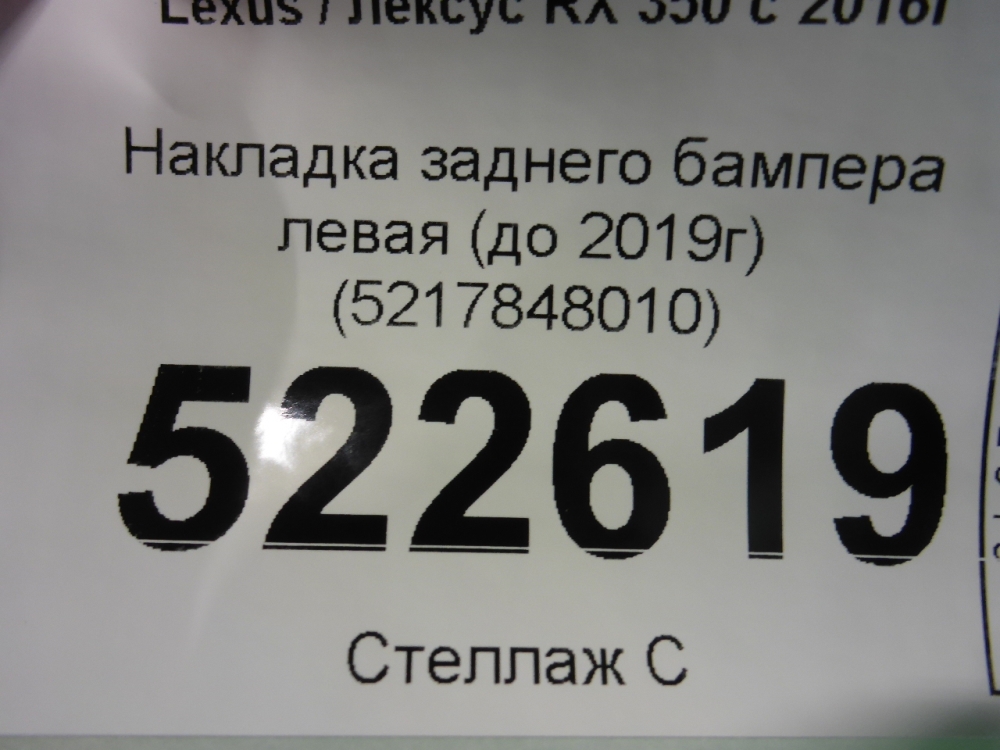 Lexus / Лексус RX 350 с 2016г
Накладка заднего бампера
левая (до 2019г)
(5217848010)
522619
Стеллаж С